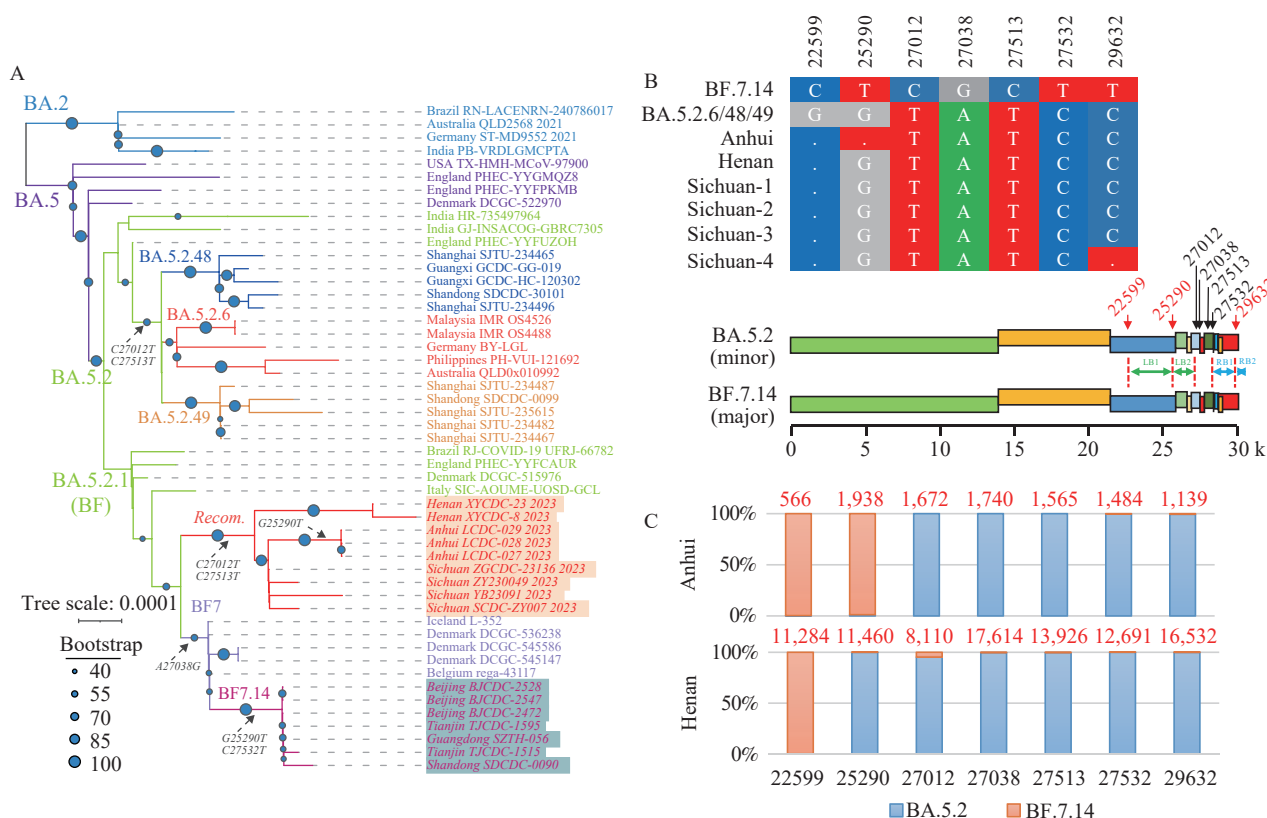 A
BA.2
BA.5
BA.5.2.48
BA.5.2.6
C27012T
C27513T
BA.5.2
BA.5.2.49
BA.5.2.1
(BF)
Recom.
G25290T
C27012T
C27513T
Tree scale: 0.0001
BF7
Bootstrap
A27038G
40
55
70
85
100
BF7.14
G25290T
C27532T
Brazil RN-LACENRN-240786017
Australia QLD2568 2021
Germany ST-MD9552 2021
India PB-VRDLGMCPTA
USA TX-HMH-MCoV-97900
England PHEC-YYGMQZ8
England PHEC-YYFPKMB
Denmark DCGC-522970
India HR-735497964
India GJ-INSACOG-GBRC7305
England PHEC-YYFUZOH
Shanghai SJTU-234465
Guangxi GCDC-GG-019
Guangxi GCDC-HC-120302
Shandong SDCDC-30101
Shanghai SJTU-234496
Malaysia IMR OS4526
Malaysia IMR OS4488
Germany BY-LGL
Philippines PH-VUI-121692
Australia QLD0x010992
Shanghai SJTU-234487
Shandong SDCDC-0099
Shanghai SJTU-235615
Shanghai SJTU-234482
Shanghai SJTU-234467
Brazil RJ-COVID-19 UFRJ-66782
England PHEC-YYFCAUR
Denmark DCGC-515976
Italy SIC-AOUME-UOSD-GCL
Henan XYCDC-23 2023
Henan XYCDC-8 2023
Anhui LCDC-029 2023
Anhui LCDC-028 2023
Anhui LCDC-027 2023
Sichuan ZGCDC-23136 2023
Sichuan ZY230049 2023
Sichuan YB23091 2023
Sichuan SCDC-ZY007 2023
Iceland L-352
Denmark DCGC-536238
Denmark DCGC-545586
Denmark DCGC-545147
Belgium rega-43117
Beijing BJCDC-2528
Beijing BJCDC-2547
Beijing BJCDC-2472
Tianjin TJCDC-1595
Guangdong SZTH-056
Tianjin TJCDC-1515
Shandong SDCDC-0090
B
22599 25290 27012 27038 27513 27532 29632
BF.7.14 C T C G C T T
BA.5.2.6/48/49 G G T A T C C
Anhui . . T A T C C
Henan . G T A T C C
Sichuan-1 . G T A T C C
Sichuan-2 . G T A T C C
Sichuan-3 . G T A T C C
Sichuan-4 . G T A T C .
22599 25290 27012 27038 27513 27532 29632
BA.5.2
(minor)
LB1 LB2 RB1 RB2
BF.7.14
(major)
0 5 10 15 20 25 30 k
C
566 1,938 1,672 1,740 1,565 1,484 1,139
100%
50%
0%
Anhui
11,284 11,460 8,110 17,614 13,926 12,691 16,532
100%
50%
0%
Henan
22599 25290 27012 27038 27513 27532 29632
BA.5.2 BF.7.14